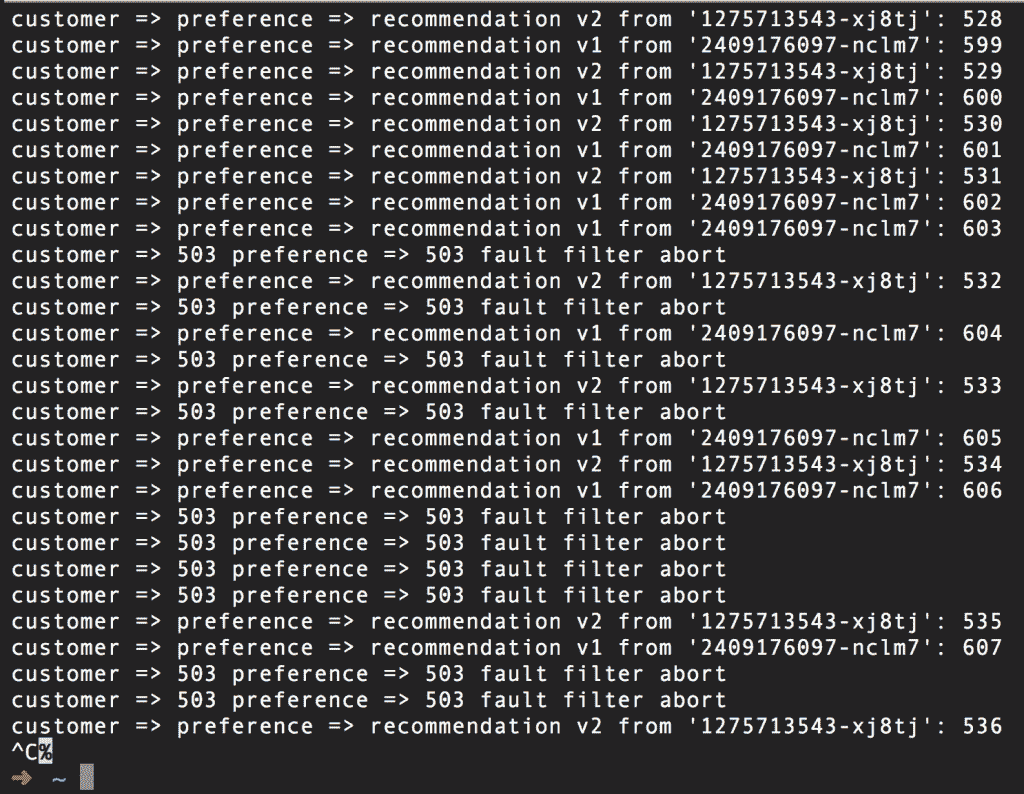 customer => preference => recommendation v2 from '1275713543-xj8tj': 528
customer => preference => recommendation v1 from '2409176097-nclm7': 599
customer => preference => recommendation v2 from '1275713543-xj8tj': 529
customer => preference => recommendation v1 from '2409176097-nclm7': 600
customer => preference => recommendation v2 from '1275713543-xj8tj': 530
customer => preference => recommendation v1 from '2409176097-nclm7': 601
customer => preference => recommendation v2 from '1275713543-xj8tj': 531
customer => preference => recommendation v1 from '2409176097-nclm7': 602
customer => preference => recommendation v1 from '2409176097-nclm7': 603
customer => 503 preference => 503 fault filter abort
customer => preference => recommendation v2 from '1275713543-xj8tj': 532
customer => 503 preference => 503 fault filter abort
customer => preference => recommendation v1 from '2409176097-nclm7': 604
customer => 503 preference => 503 fault filter abort
customer => preference => recommendation v2 from '1275713543-xj8tj': 533
customer => 503 preference => 503 fault filter abort
customer => preference => recommendation v1 from '2409176097-nclm7': 605
customer => preference => recommendation v2 from '1275713543-xj8tj': 534
customer => preference => recommendation v1 from '2409176097-nclm7': 606
customer => 503 preference => 503 fault filter abort
customer => 503 preference => 503 fault filter abort
customer => 503 preference => 503 fault filter abort
customer => 503 preference => 503 fault filter abort
customer => preference => recommendation v2 from '1275713543-xj8tj': 535
customer => preference => recommendation v1 from '2409176097-nclm7': 607
customer => 503 preference => 503 fault filter abort
customer => 503 preference => 503 fault filter abort
customer => preference => recommendation v2 from '1275713543-xj8tj': 536
^C%
➜ ~